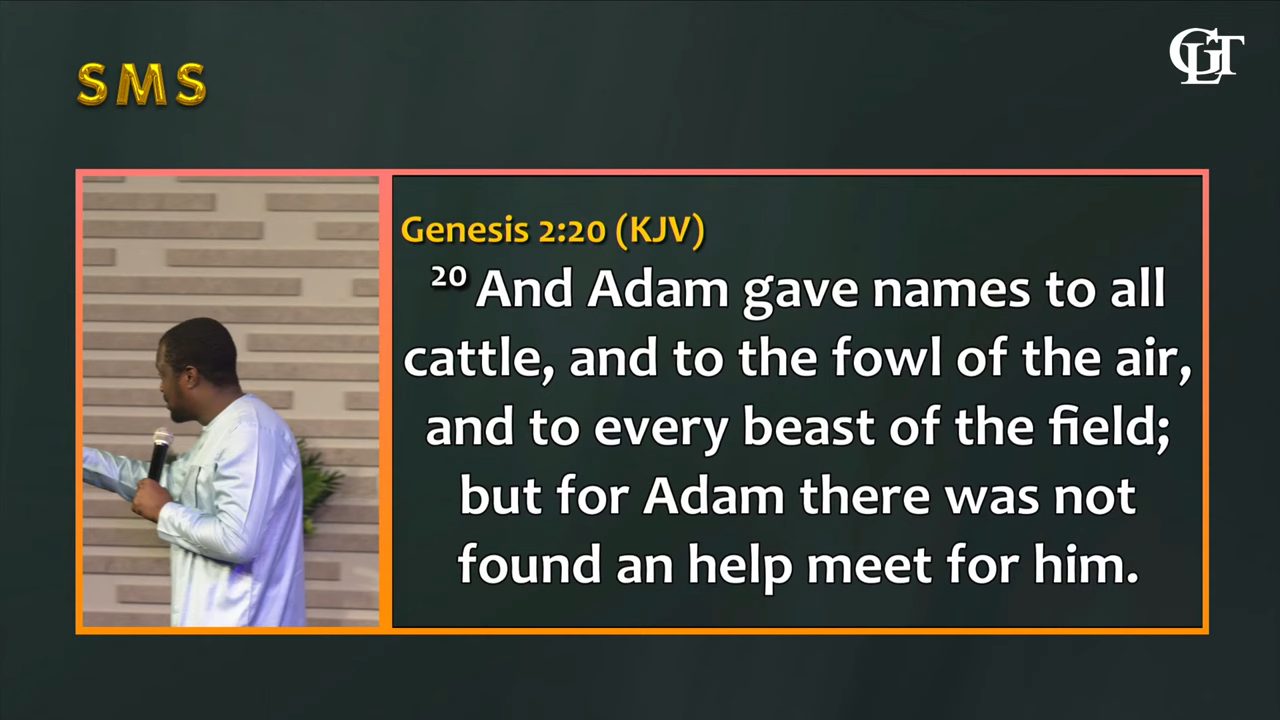 SMS
GLT
Genesis 2:20 (KJV)
20 And Adam gave names to all
cattle, and to the fowl of the air,
and to every beast of the field;
but for Adam there was not
found an help meet for him.